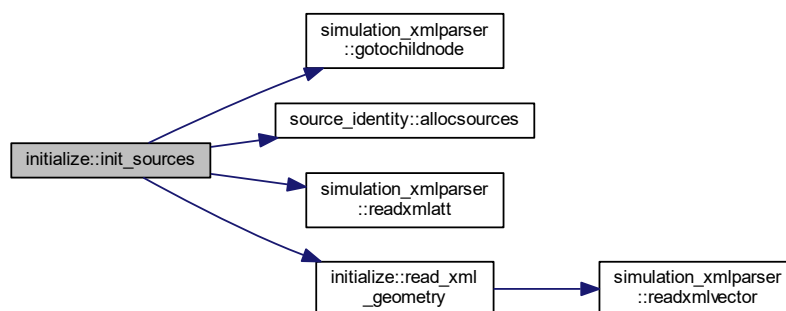 simulation_xmlparser
::gotochildnode
source_identity::allocsources
initialize::init_sources
simulation_xmlparser
::readxmlatt
initialize::read_xml
_geometry
simulation_xmlparser
::readxmlvector